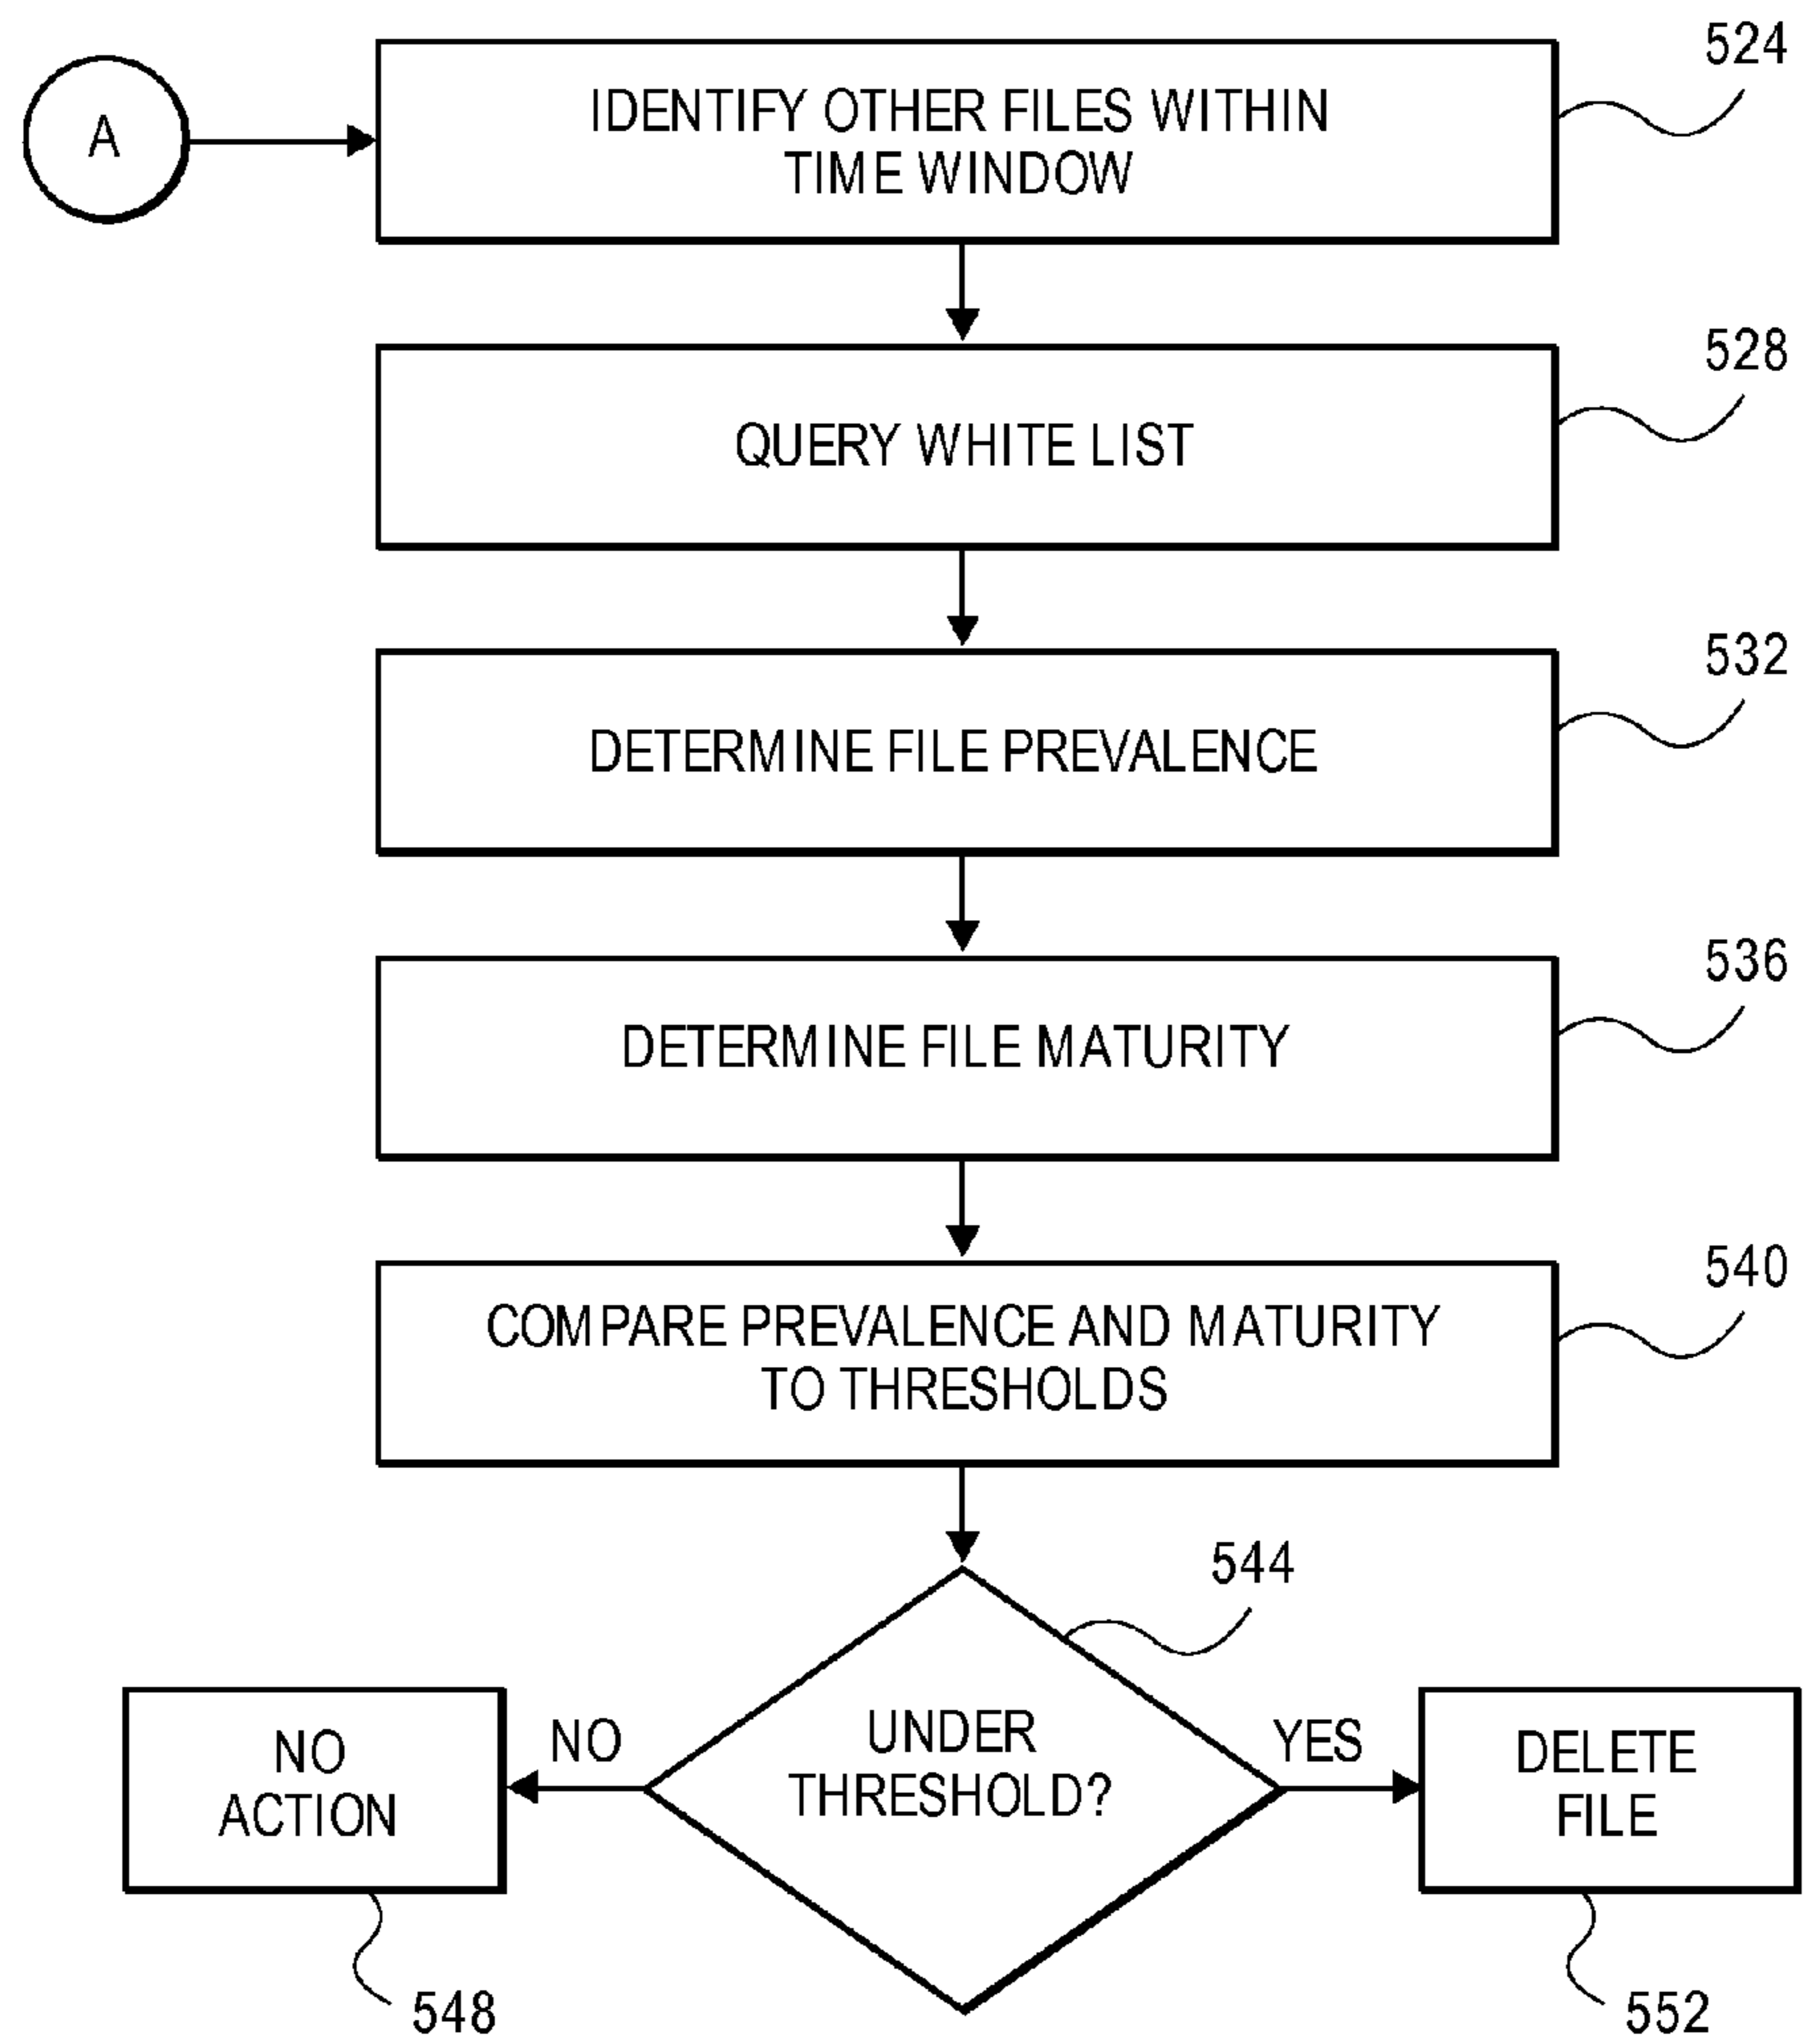 A
IDENTIFY OTHER FILES WITHIN
TIME WINDOW
524
QUERY WHITE LIST
528
DETERMINE FILE PREVALENCE
532
DETERMINE FILE MATURITY
536
COMPARE PREVALENCE AND MATURITY
TO THRESHOLDS
540
544
UNDER
THRESHOLD?
NO
YES
NO
ACTION
DELETE
FILE
548
552